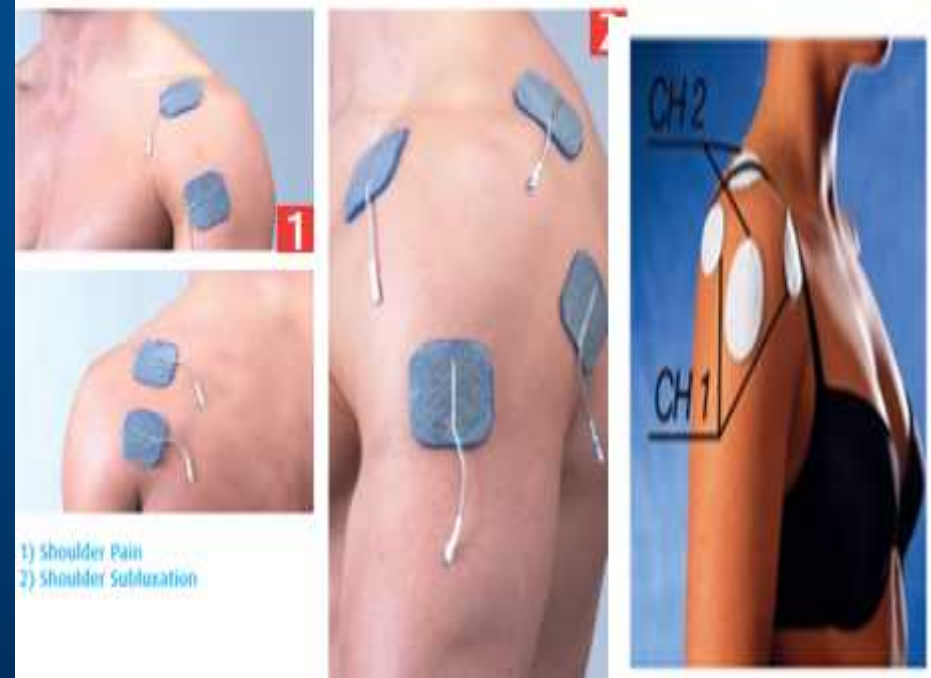 1
2
CH 2
CH 1
1) Shoulder Pain
2) Shoulder Subluxation